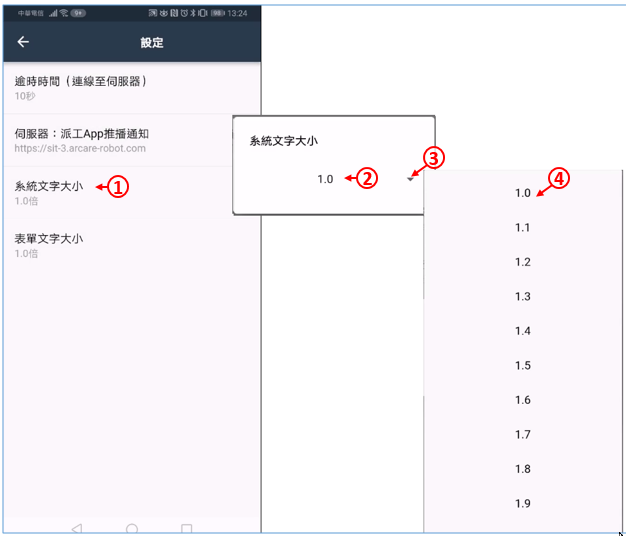 中華電信 9+ 98 13:24
設定
逾時時間（連線至伺服器）
10秒
伺服器：派工App推播通知
https://sit-3.arcare-robot.com
系統文字大小 1
1.0倍
表單文字大小
1.0倍
系統文字大小
1.0 2 3
1.0 4
1.1
1.2
1.3
1.4
1.5
1.6
1.7
1.8
1.9